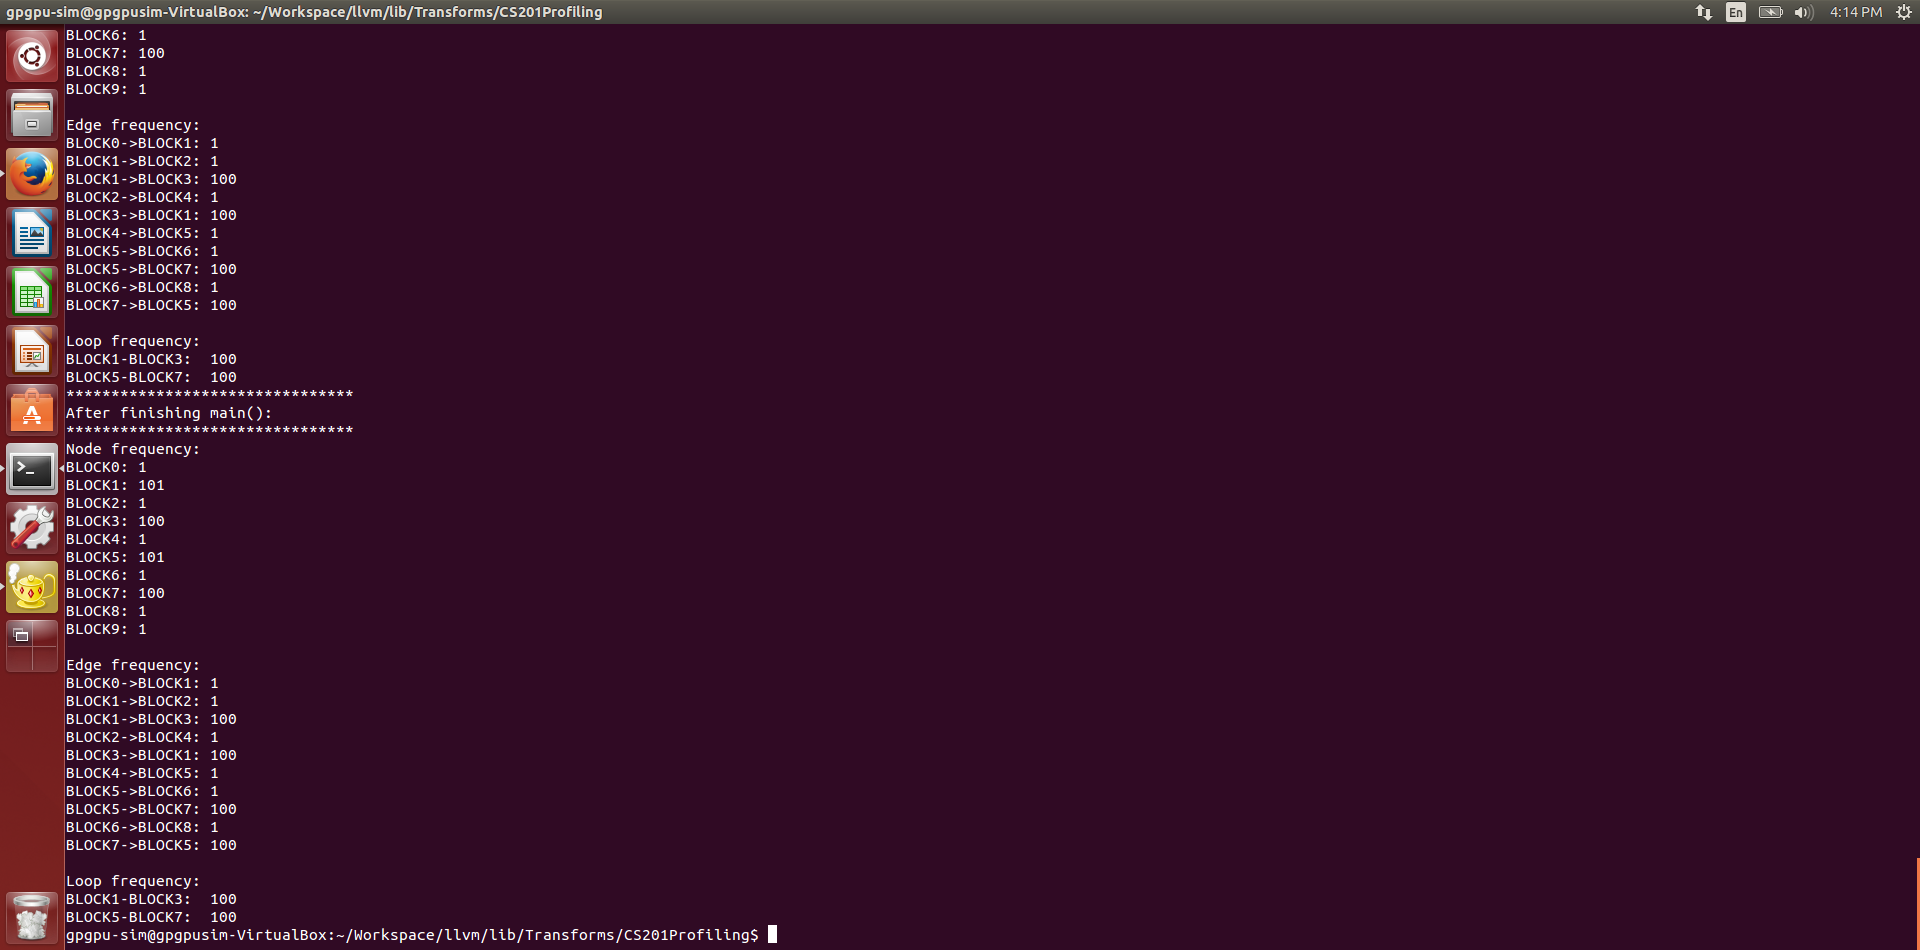 gpgpu-sim@gpgpusim-VirtualBox: ~/Workspace/llvm/lib/Transforms/CS201Profiling
En
4:14 PM
BLOCK6: 1
BLOCK7: 100
BLOCK8: 1
BLOCK9: 1
Edge frequency:
BLOCK0->BLOCK1: 1
BLOCK1->BLOCK2: 1
BLOCK1->BLOCK3: 100
BLOCK2->BLOCK4: 1
BLOCK3->BLOCK1: 100
BLOCK4->BLOCK5: 1
BLOCK5->BLOCK6: 1
BLOCK5->BLOCK7: 100
BLOCK6->BLOCK8: 1
BLOCK7->BLOCK5: 100
Loop frequency:
BLOCK1-BLOCK3:  100
BLOCK5-BLOCK7:  100
********************************
After finishing main():
********************************
Node frequency:
BLOCK0: 1
BLOCK1: 101
BLOCK2: 1
BLOCK3: 100
BLOCK4: 1
BLOCK5: 101
BLOCK6: 1
BLOCK7: 100
BLOCK8: 1
BLOCK9: 1
Edge frequency:
BLOCK0->BLOCK1: 1
BLOCK1->BLOCK2: 1
BLOCK1->BLOCK3: 100
BLOCK2->BLOCK4: 1
BLOCK3->BLOCK1: 100
BLOCK4->BLOCK5: 1
BLOCK5->BLOCK6: 1
BLOCK5->BLOCK7: 100
BLOCK6->BLOCK8: 1
BLOCK7->BLOCK5: 100
Loop frequency:
BLOCK1-BLOCK3:  100
BLOCK5-BLOCK7:  100
gpgpu-sim@gpgpusim-VirtualBox:~/Workspace/llvm/lib/Transforms/CS201Profiling$